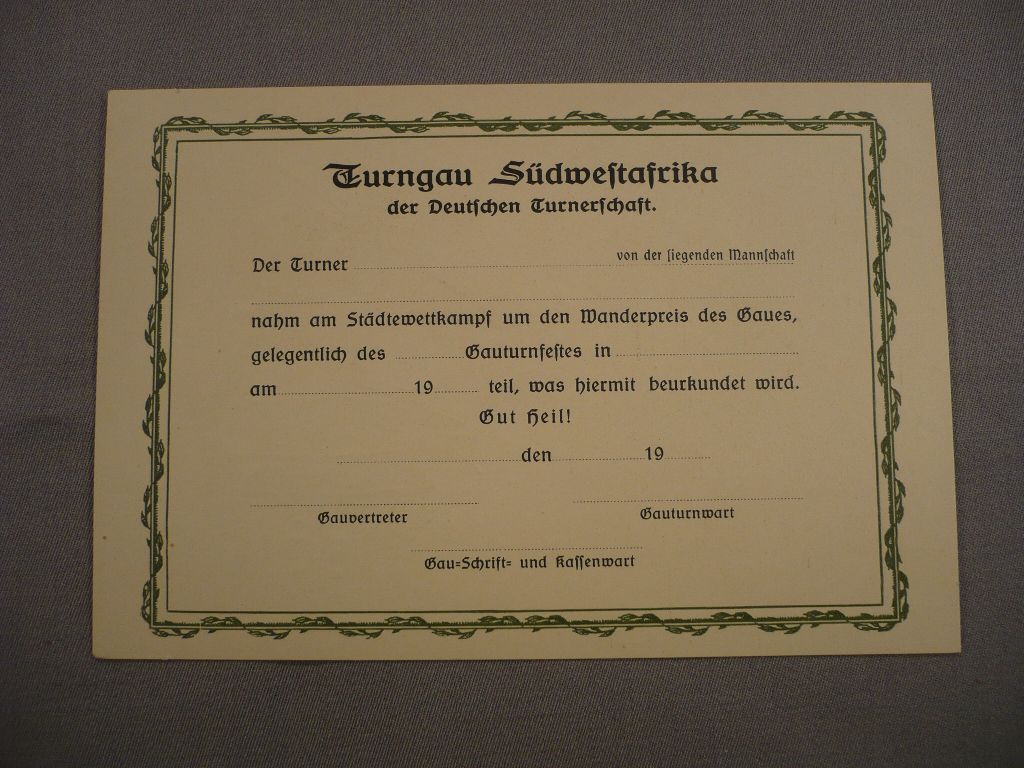 Turngau Südwestafrika
der Deutschen Turnerschaft.
Der Turner von der siegenden Mannschaft
nahm am Städtewettkampf um den Wanderpreis des Gaues,
gelegentlich des Gauturnfestes in
am 19 teil, was hiermit beurkundet wird.
Gut Heil!
den 19
Gauvertreter Gauturnwart
Gau=Schrift= und Kassenwart